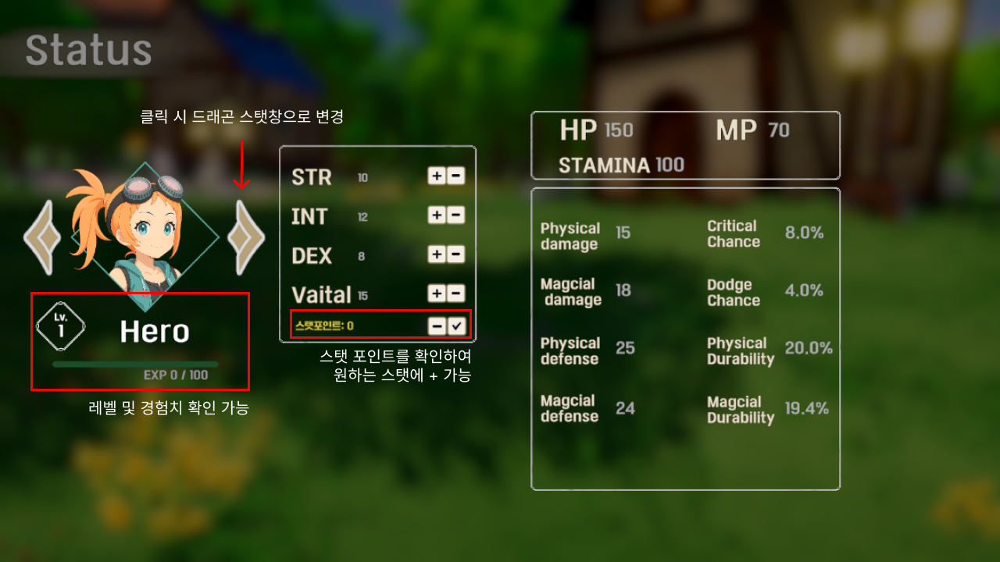 Status
클릭 시 드래곤 스탯창으로 변경
Lv.
1
Hero
EXP 0 / 100
레벨 및 경험치 확인 가능
STR 10 + -
INT 12 + -
DEX 8 + -
Vaital 15 + -
스탯포인트: 0 -
스탯 포인트를 확인하여
원하는 스탯에 + 가능
HP 150 MP 70
STAMINA 100
Physical
damage 15
Critical
Chance 8.0%
Magcial
damage 18
Dodge
Chance 4.0%
Physical
defense 25
Physical
Durability 20.0%
Magcial
defense 24
Magcial
Durability 19.4%